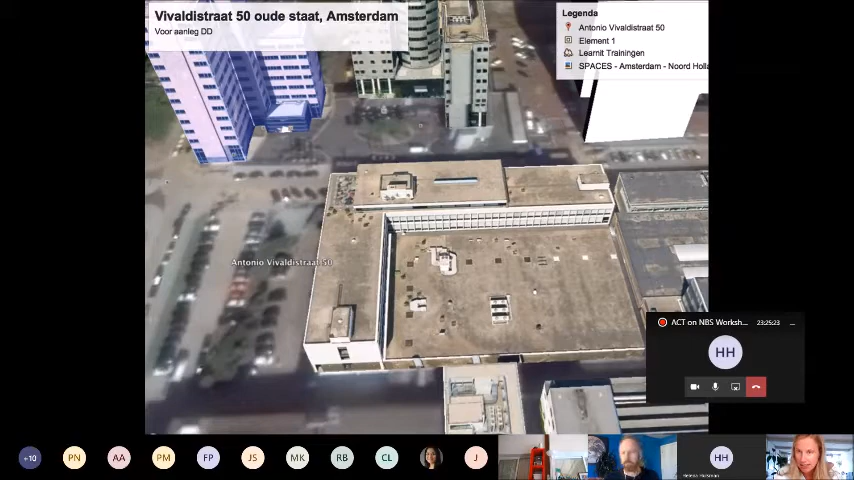 Vivaldistraat 50 oude staat, Amsterdam
Voor aanleg DD
Legenda
Antonio Vivaldistraat 50
Element 1
Learnit Trainingen
SPACES - Amsterdam - Noord Holla
Antonio Vivaldistraat 50
ACT on NBS Worksh... 23:25:23
HH
+10
PN
AA
PM
FP
JS
MK
RB
CL
J
HH